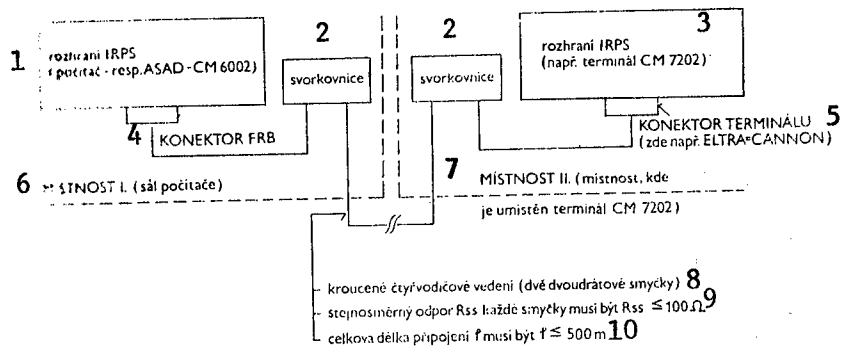 1 rozhraní IRPS
(počítač - resp. ASAD - CM 6002)
2
svorkovnice
2
svorkovnice
3
rozhraní IRPS
(např. terminál CM 7202)
4 KONEKTOR FRB
KONEKTOR TERMINÁLU 5
(zde např. ELTRA-CANNON)
6 MÍSTNOST I. (sál počítače)
7
MÍSTNOST II. (místnost, kde
je umistěn terminál CM 7202)
kroucené čtyřvodičové vedení (dvě dvoudrátové smyčky) 8
stejnosměrný odpor Rss každé smyčky musí být Rss ≤ 100 Ω 9
celkova délka připojení musí být ≤ 500 m 10